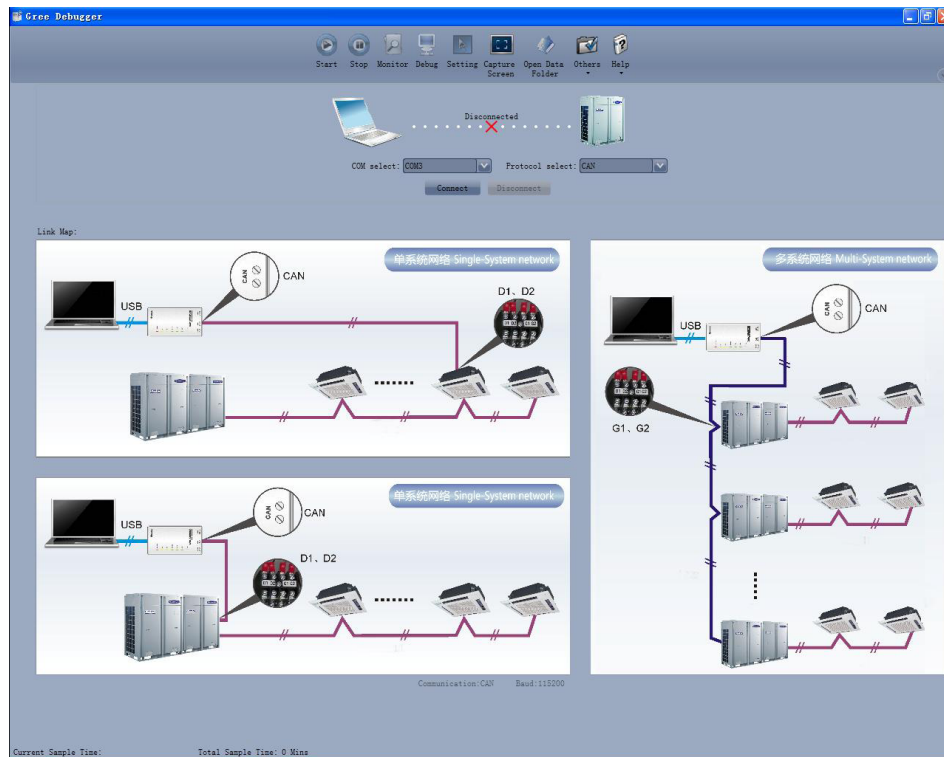 Gree Debugger
Start Stop Monitor Debug Setting Capture Screen Open Data Folder Others Help
Disconnected
COM select: COM3 Protocol select: CAN
Connect Disconnect
Link Map:
单系统网络 Single-System network
CAN
CAN
USB
D1、D2
单系统网络 Single-System network
CAN
CAN
USB
D1、D2
多系统网络 Multi-System network
CAN
CAN
USB
G1、G2
Communication:CAN Baud:115200
Current Sample Time: Total Sample Time: 0 Mins